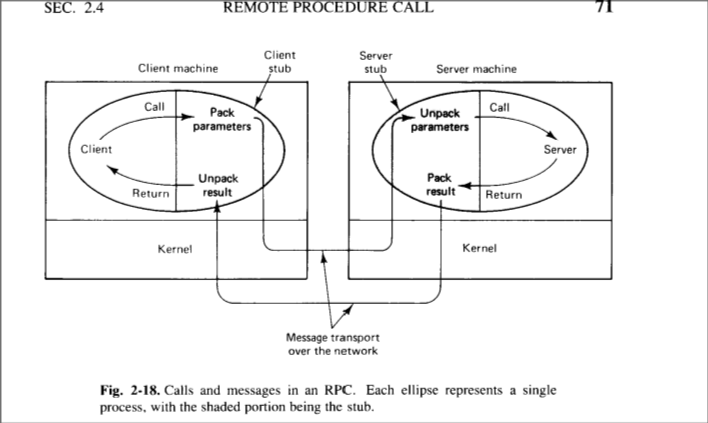 SEC. 2.4 REMOTE PROCEDURE CALL 71
Client
stub
Server
stub
Client machine
Server machine
Call
Pack
parameters
Client
Unpack
result
Return
Kernel
Unpack
parameters
Call
Server
Pack
result
Return
Kernel
Message transport
over the network
Fig. 2-18. Calls and messages in an RPC. Each ellipse represents a single
process, with the shaded portion being the stub.